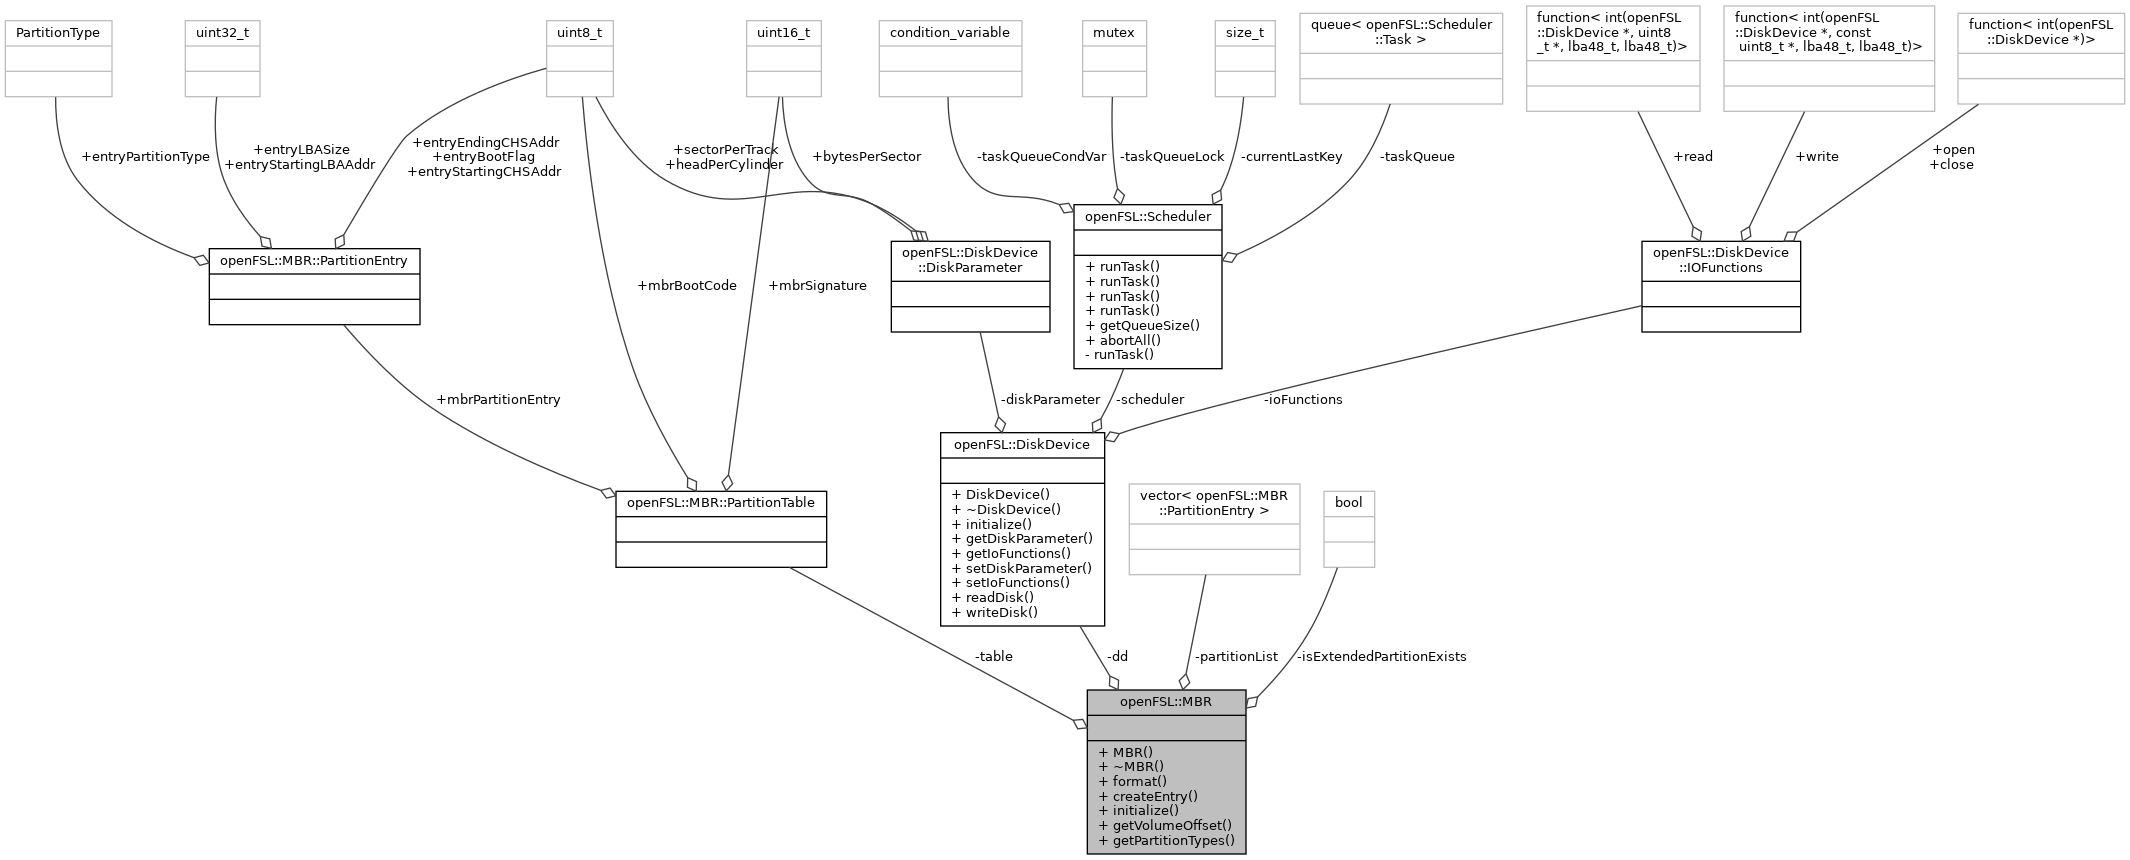 PartitionType
uint32_t
uint8_t
uint16_t
condition_variable
mutex
size_t
queue< openFSL::Scheduler
::Task >
function< int(openFSL
::DiskDevice *, uint8
_t *, lba48_t, lba48_t)>
function< int(openFSL
::DiskDevice *, const
uint8_t *, lba48_t, lba48_t)>
function< int(openFSL
::DiskDevice *)>
+entryPartitionType
+entryLBASize
+entryStartingLBAAddr
+entryEndingCHSAddr
+entryBootFlag
+entryStartingCHSAddr
+sectorPerTrack
+headPerCylinder
+bytesPerSector
-taskQueueCondVar
-taskQueueLock
-currentLastKey
-taskQueue
+read
+write
+open
+close
openFSL::MBR::PartitionEntry
+mbrBootCode
+mbrSignature
openFSL::DiskDevice
::DiskParameter
openFSL::Scheduler
+ runTask()
+ runTask()
+ runTask()
+ runTask()
+ getQueueSize()
+ abortAll()
- runTask()
openFSL::DiskDevice
::IOFunctions
+mbrPartitionEntry
-diskParameter
-scheduler
-ioFunctions
openFSL::MBR::PartitionTable
openFSL::DiskDevice
+ DiskDevice()
+ ~DiskDevice()
+ initialize()
+ getDiskParameter()
+ getIoFunctions()
+ setDiskParameter()
+ setIoFunctions()
+ readDisk()
+ writeDisk()
vector< openFSL::MBR
::PartitionEntry >
bool
-table
-dd
-partitionList
-isExtendedPartitionExists
openFSL::MBR
+ MBR()
+ ~MBR()
+ format()
+ createEntry()
+ initialize()
+ getVolumeOffset()
+ getPartitionTypes()